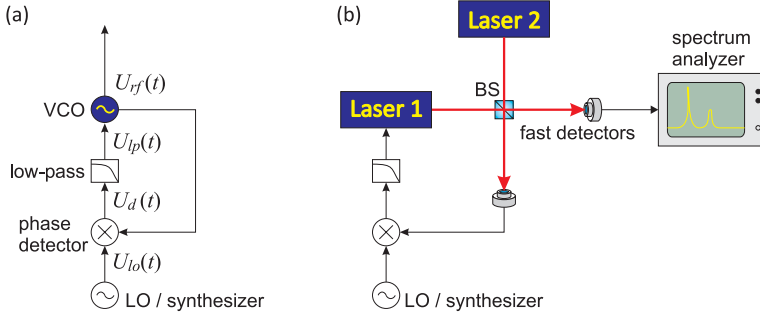 (a)
U_rf(t)
VCO
U_lp(t)
low-pass
U_d(t)
phase
detector
U_lo(t)
LO / synthesizer
(b)
Laser 2
spectrum
analyzer
BS
Laser 1
fast detectors
LO / synthesizer